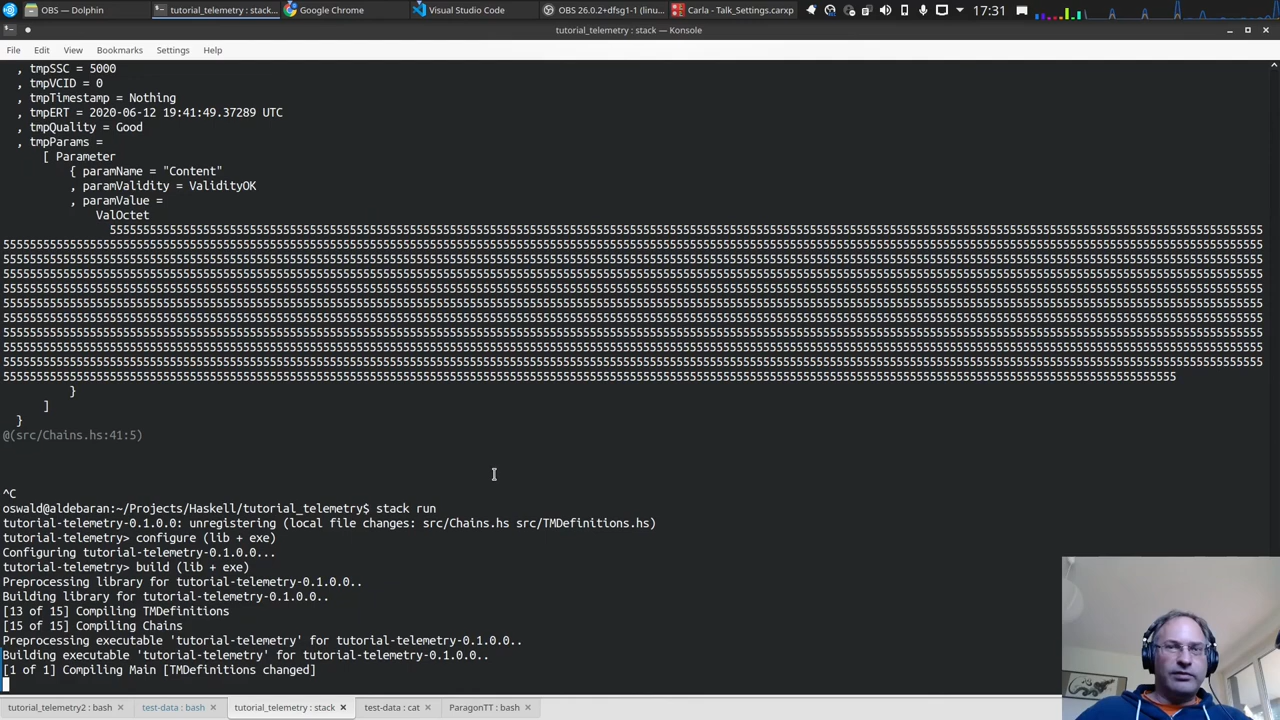 OBS — Dolphin
tutorial_telemetry : stack...
Google Chrome
Visual Studio Code
OBS 26.0.2+dfsg1-1 (linu...
Carla - Talk_Settings.carxp
17:31
tutorial_telemetry : stack — Konsole
File Edit View Bookmarks Settings Help
, tmpSSC = 5000
, tmpVCID = 0
, tmpTimestamp = Nothing
, tmpERT = 2020-06-12 19:41:49.37289 UTC
, tmpQuality = Good
, tmpParams =
[ Parameter
{ paramName = "Content"
, paramValidity = ValidityOK
, paramValue =
ValOctet
}
]
}
@(src/Chains.hs:41:5)
^C
oswald@aldebaran:~/Projects/Haskell/tutorial_telemetry$ stack run
tutorial-telemetry-0.1.0.0: unregistering (local file changes: src/Chains.hs src/TMDefinitions.hs)
tutorial-telemetry> configure (lib + exe)
Configuring tutorial-telemetry-0.1.0.0...
tutorial-telemetry> build (lib + exe)
Preprocessing library for tutorial-telemetry-0.1.0.0..
Building library for tutorial-telemetry-0.1.0.0..
[13 of 15] Compiling TMDefinitions
[15 of 15] Compiling Chains
Preprocessing executable 'tutorial-telemetry' for tutorial-telemetry-0.1.0.0..
Building executable 'tutorial-telemetry' for tutorial-telemetry-0.1.0.0..
[1 of 1] Compiling Main [TMDefinitions changed]
tutorial_telemetry2 : bash
test-data : bash
tutorial_telemetry : stack
test-data : cat
ParagonTT : bash